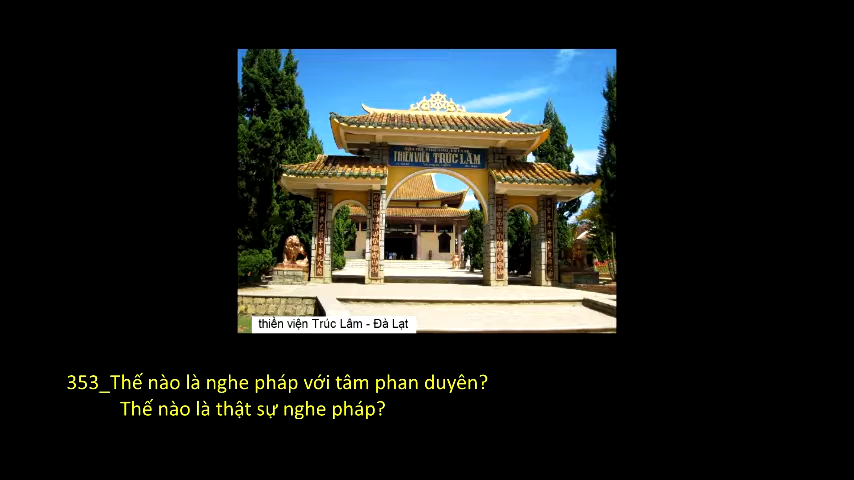 THIỀN VIỆN TRÚC LÂM
thiền viện Trúc Lâm - Đà Lạt
353_Thế nào là nghe pháp với tâm phan duyên?
Thế nào là thật sự nghe pháp?